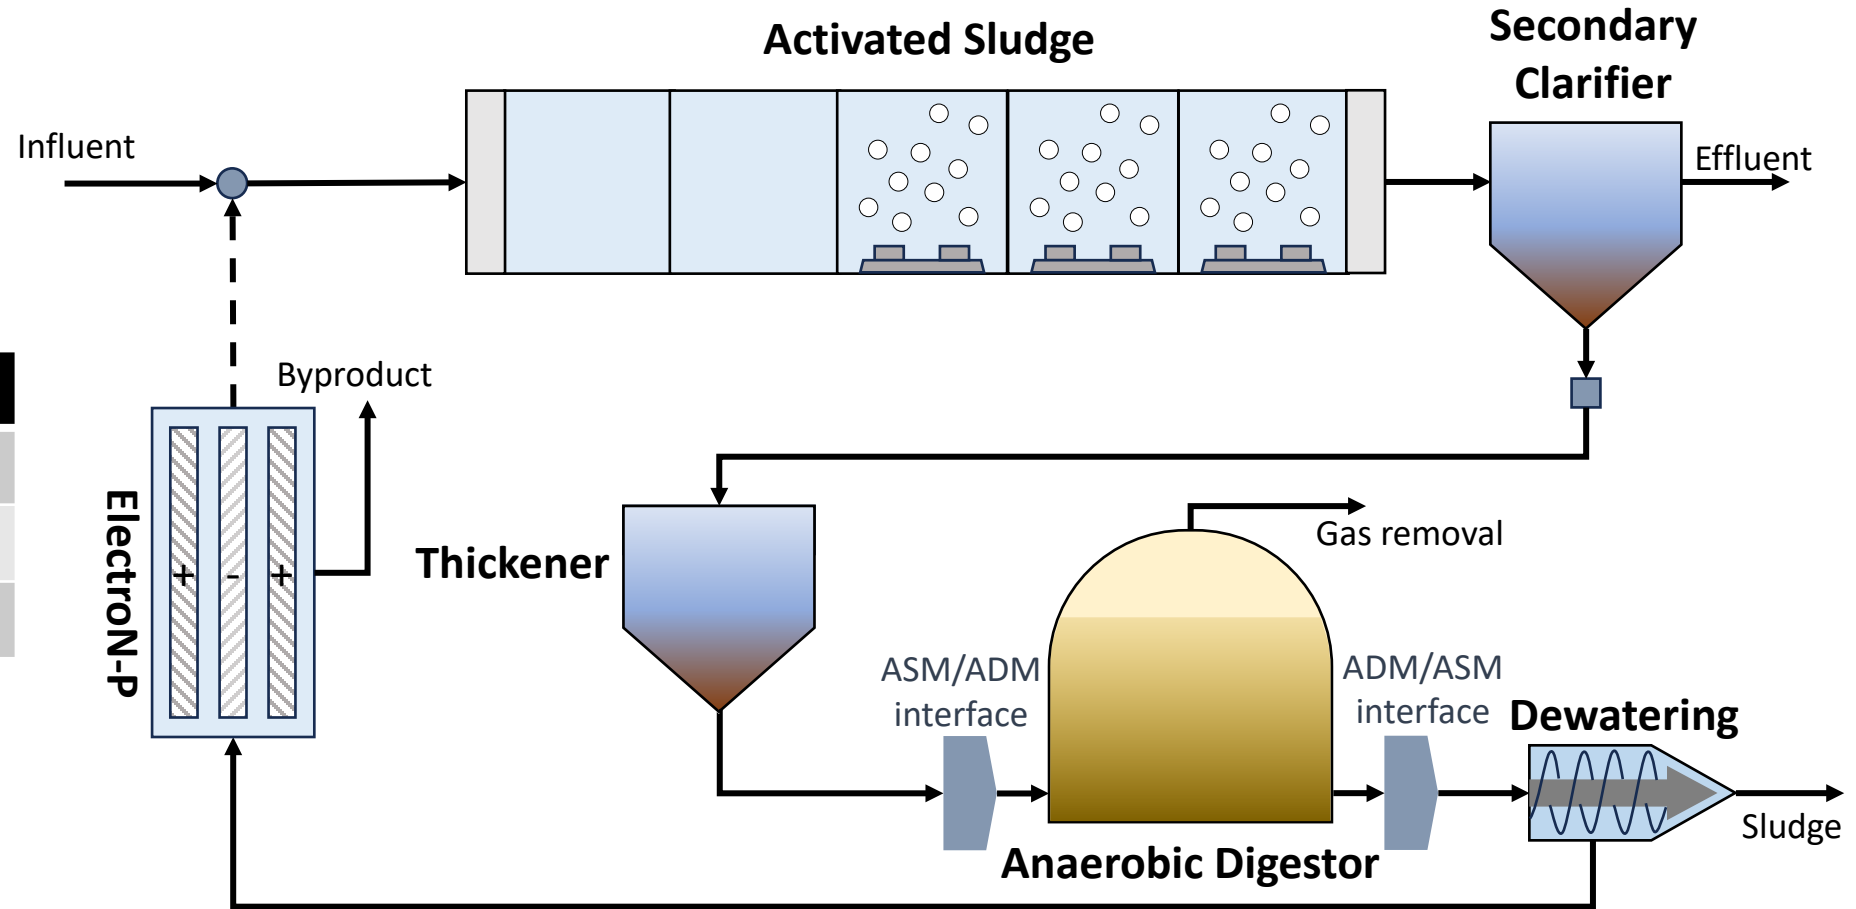 Activated Sludge
Secondary
Clarifier
Influent
Effluent
Byproduct
ElectroN-P
+
-
+
Thickener
Gas removal
ASM/ADM
interface
ADM/ASM
interface
Dewatering
Sludge
Anaerobic Digestor